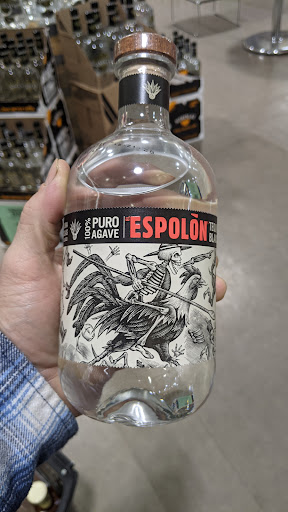 100%
PURO
AGAVE
ESPOLÒN